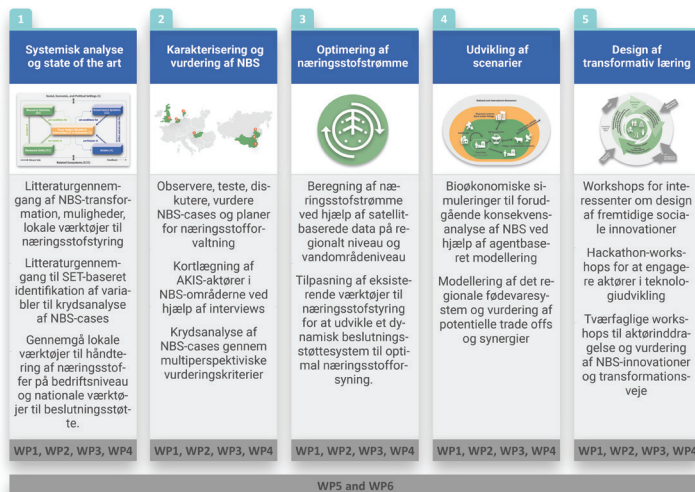 1
Systemisk analyse
og state of the art
Litteraturgennem-
gang af NBS-transfor-
mation, muligheder,
lokale værktøjer til
næringsstofstyring
Litteraturgennem-
gang til SET-baseret
identifikation af varia-
bler til krydsanalyse
af NBS-cases
Gennemgå lokale
værktøjer til håndte-
ring af næringsstof-
fer på bedriftsniveau
og nationale værktø-
jer til beslutningsstøt-
te.
WP1, WP2, WP3, WP4
2
Karakterisering og
vurdering af NBS
Observere, teste, dis-
kutere, vurdere
NBS-cases og planer
for næringsstoffor-
valtning
Kortlægning af
AKIS-aktører i
NBS-områderne ved
hjælp af interviews
Krydsanalyse af
NBS-cases gennem
multiperspektiviske
vurderingskriterier
WP1, WP2, WP3, WP4
3
Optimering af
næringsstofstrømme
Beregning af næ-
ringsstofstrømme
ved hjælp af satellit-
baserede data på re-
gionalt niveau og
vandområdeniveau
Tilpasning af eksiste-
rende værktøjer til
næringsstofstyring
for at udvikle et dy-
namisk beslutnings-
støttesystem til opti-
mal næringsstoffor-
syning.
WP1, WP2, WP3, WP4
4
Udvikling af
scenarier
Bioøkonomiske si-
muleringer til forud-
gående konsekvens-
analyse af NBS ved
hjælp af agentbase-
ret modellering
Modellering af det re-
gionale fødevaresy-
stem og vurdering af
potentielle trade offs
og synergier
WP1, WP2, WP3, WP4
5
Design af
transformativ læring
Workshops for inte-
ressenter om design
af fremtidige socia-
le innovationer
Hackathon-works-
hops for at engage-
re aktører i teknolo-
giudvikling
Tværfaglige works-
hops til aktørinddra-
gelse og vurdering
af NBS-innovationer
og transformations-
veje
WP1, WP2, WP3, WP4
WP5 and WP6